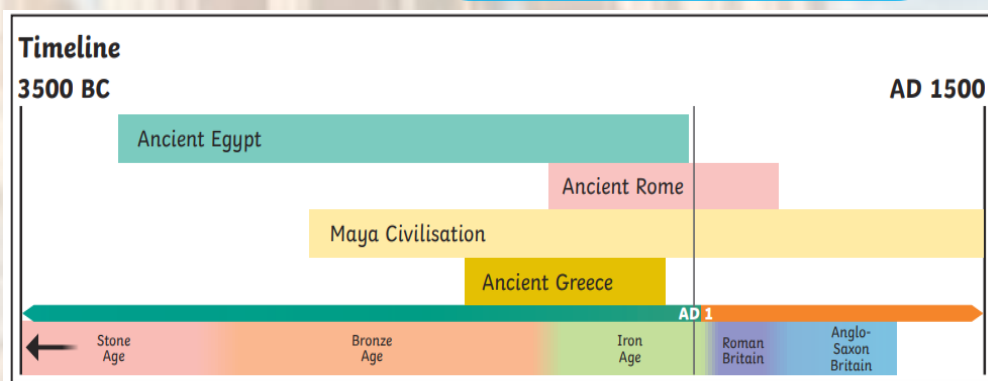 Timeline
3500 BC
AD 1500
Ancient Egypt
Ancient Rome
Maya Civilisation
Ancient Greece
AD 1
Stone
Age
Bronze
Age
Iron
Age
Roman
Britain
Anglo-
Saxon
Britain